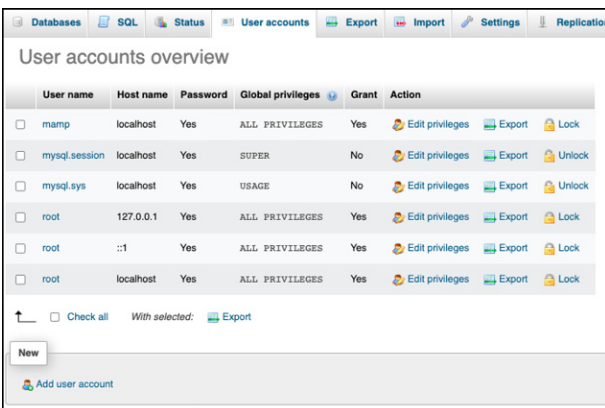 Databases SQL Status User accounts Export Import Settings Replication
User accounts overview
User name Host name Password Global privileges Grant Action
mamp localhost Yes ALL PRIVILEGES Yes Edit privileges Export Lock
mysql.session localhost Yes SUPER No Edit privileges Export Unlock
mysql.sys localhost Yes USAGE No Edit privileges Export Unlock
root 127.0.0.1 Yes ALL PRIVILEGES Yes Edit privileges Export Lock
root ::1 Yes ALL PRIVILEGES Yes Edit privileges Export Lock
root localhost Yes ALL PRIVILEGES Yes Edit privileges Export Lock
Check all With selected: Export
New
Add user account